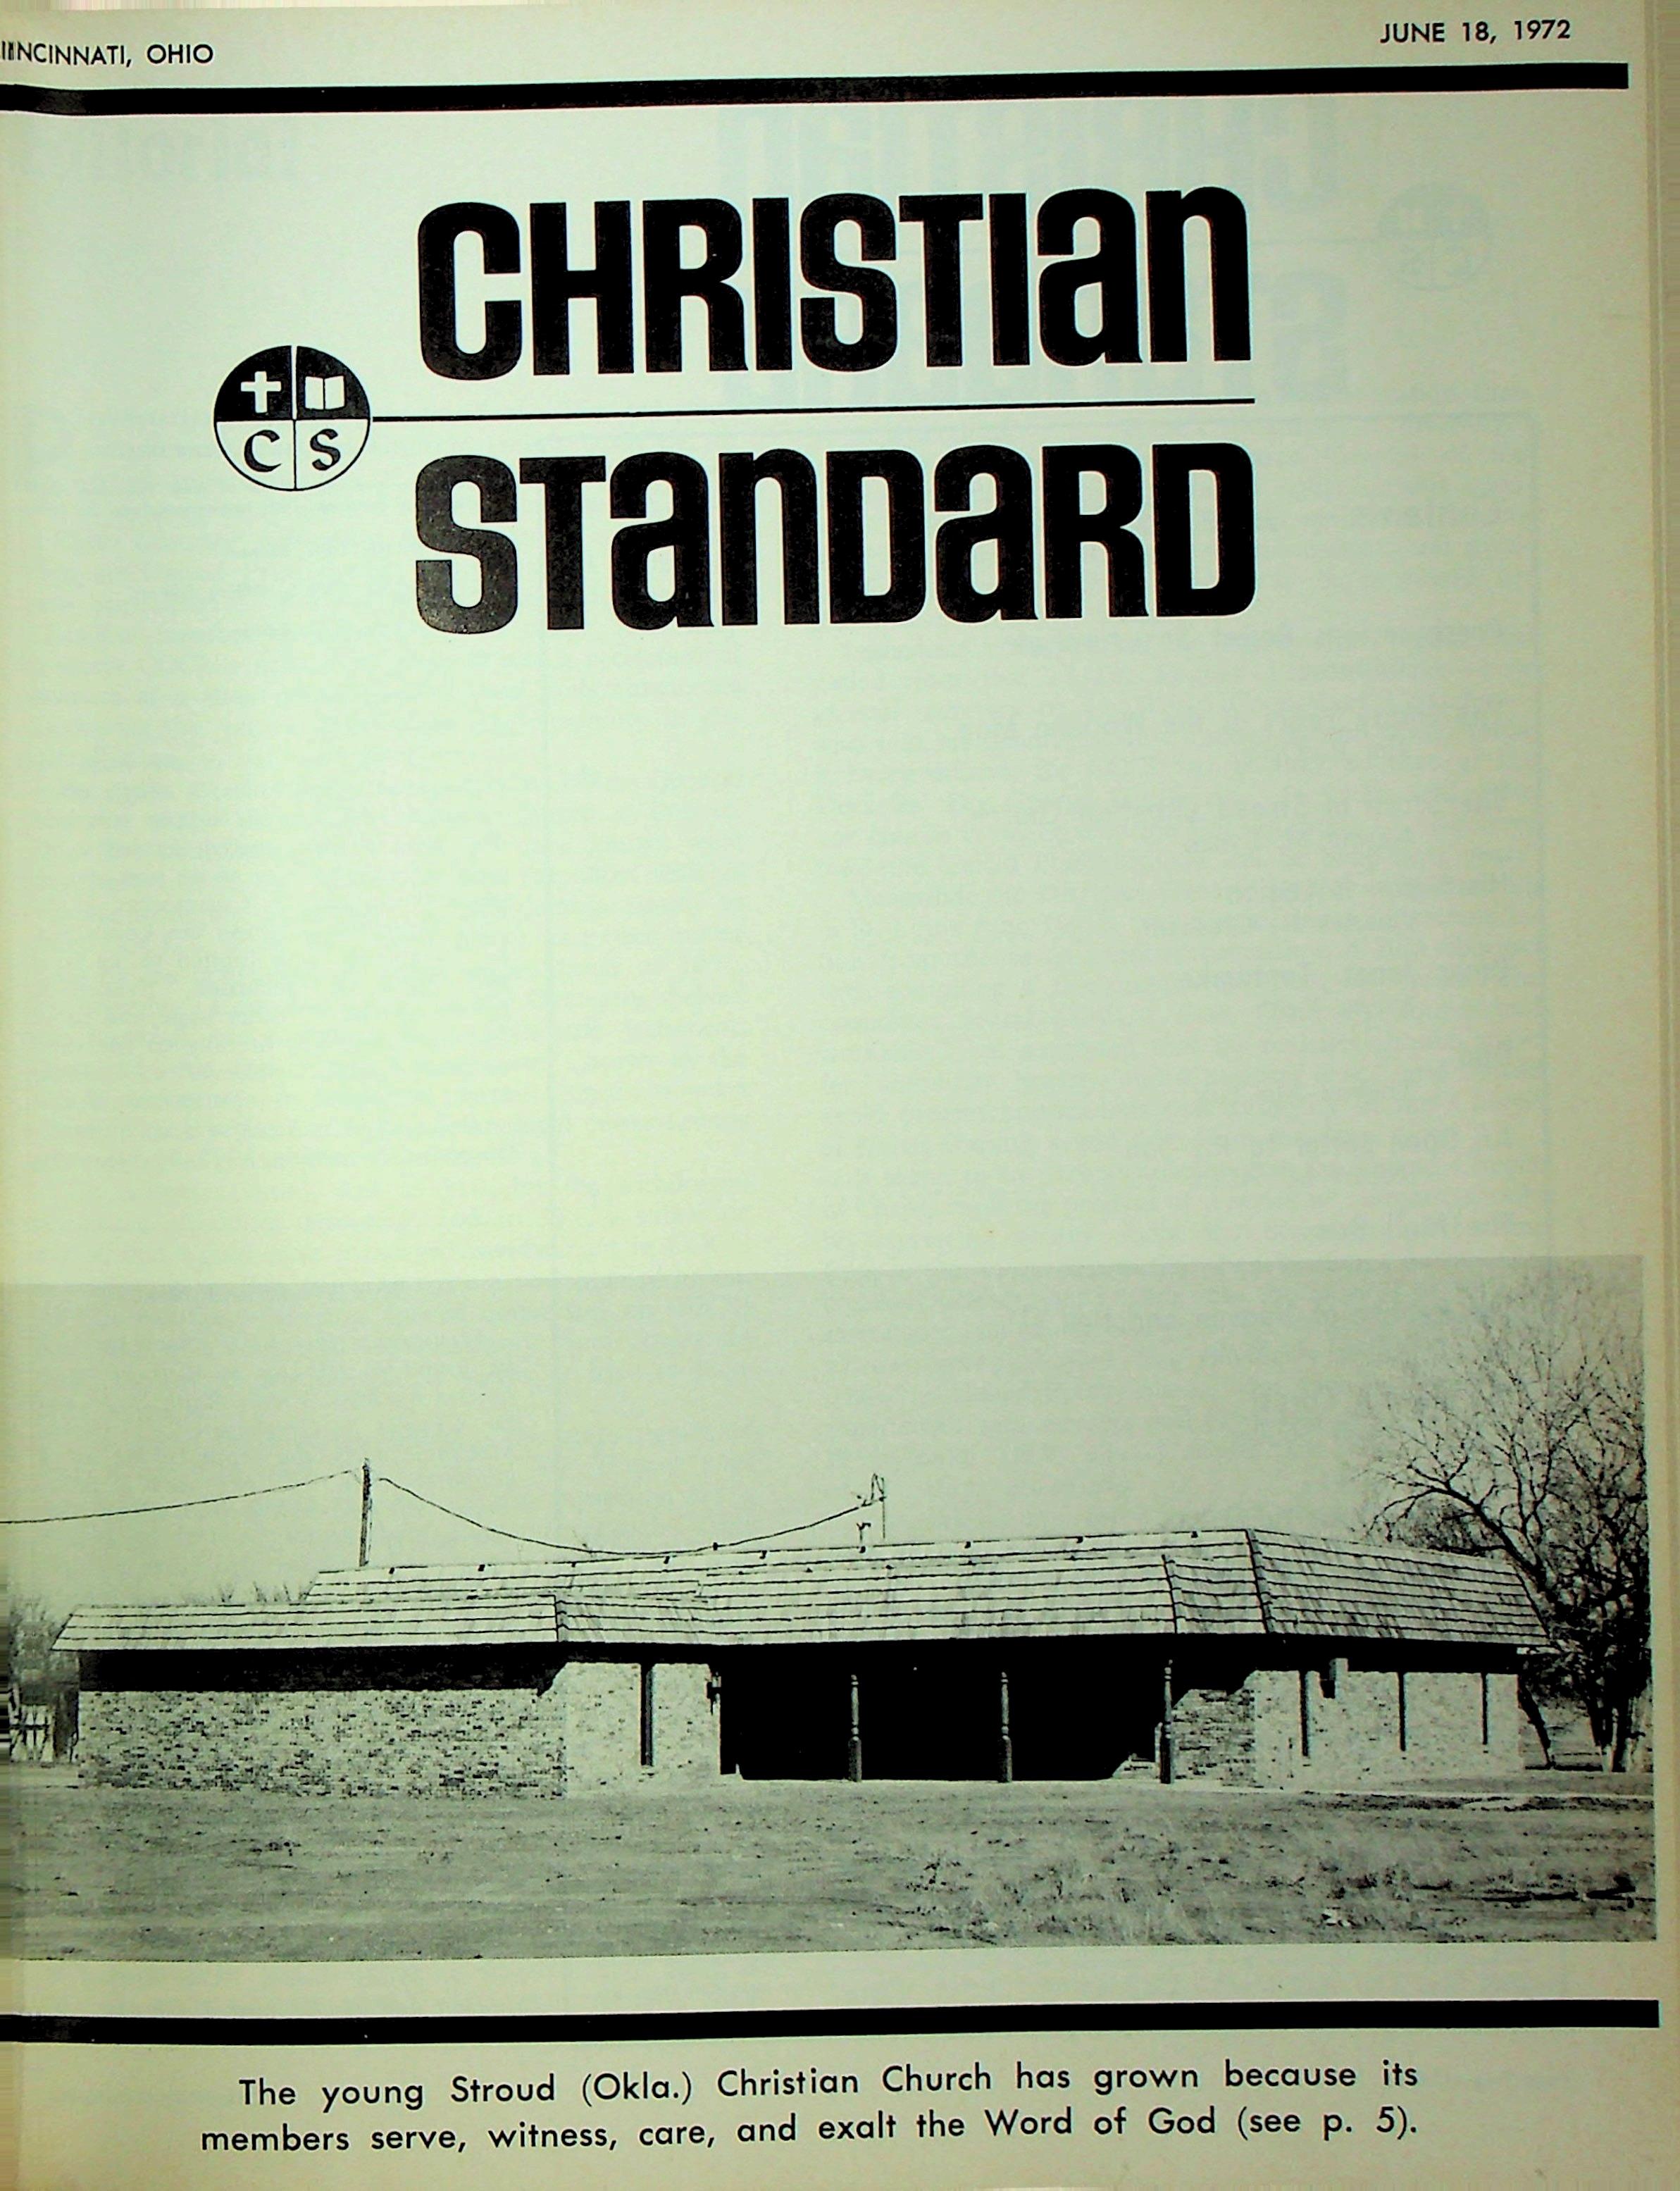 CINCINNATI, OHIO
JUNE 18, 1972
CHRISTIan
C S
STanDaRD
The young Stroud (Okla.) Christian Church has grown because its
members serve, witness, care, and exalt the Word of God (see p. 5).